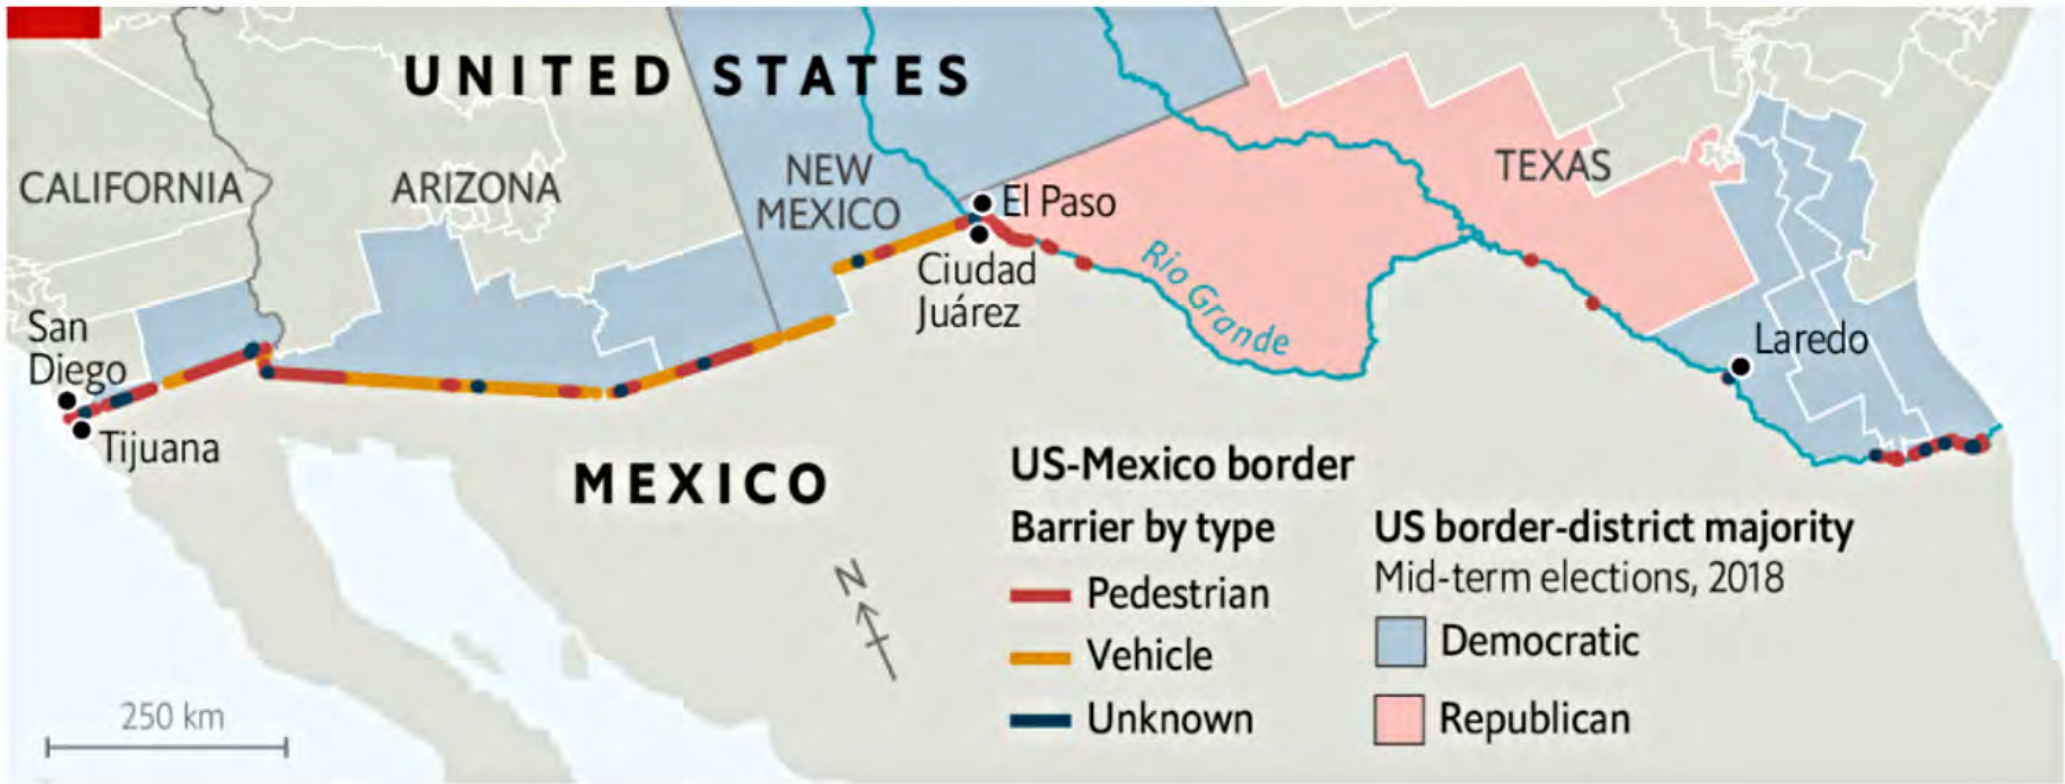 UNITED STATES
CALIFORNIA
ARIZONA
NEW
MEXICO
TEXAS
El Paso
Ciudad
Juárez
Rio Grande
San
Diego
Tijuana
Laredo
MEXICO
N
250 km
US-Mexico border
Barrier by type
Pedestrian
Vehicle
Unknown
US border-district majority
Mid-term elections, 2018
Democratic
Republican